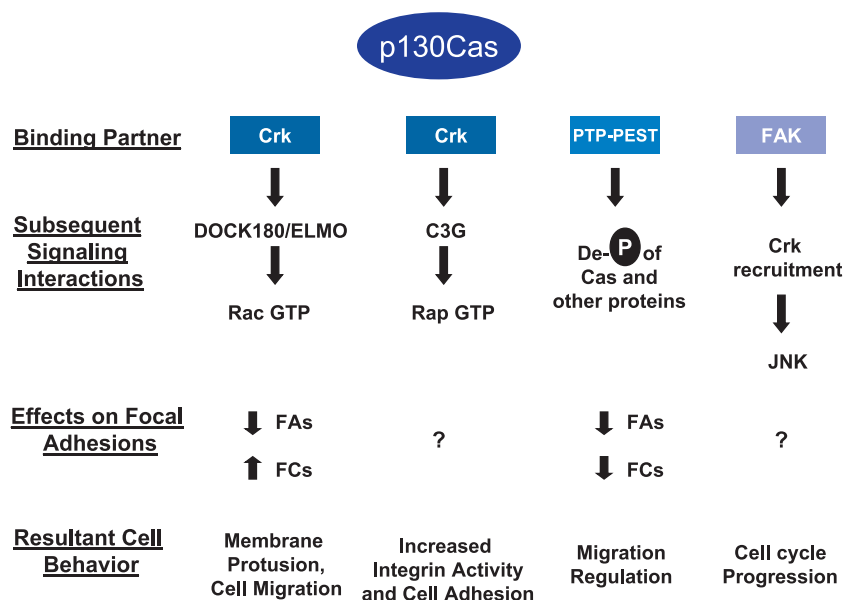 p130Cas
Binding Partner
Crk
Crk
PTP-PEST
FAK
Subsequent
Signaling
Interactions
DOCK180/ELMO
Rac GTP
C3G
Rap GTP
De-P of
Cas and
other proteins
Crk
recruitment
JNK
Effects on Focal
Adhesions
FAs
FCs
?
FAs
FCs
?
Resultant Cell
Behavior
Membrane
Protusion,
Cell Migration
Increased
Integrin Activity
and Cell Adhesion
Migration
Regulation
Cell cycle
Progression